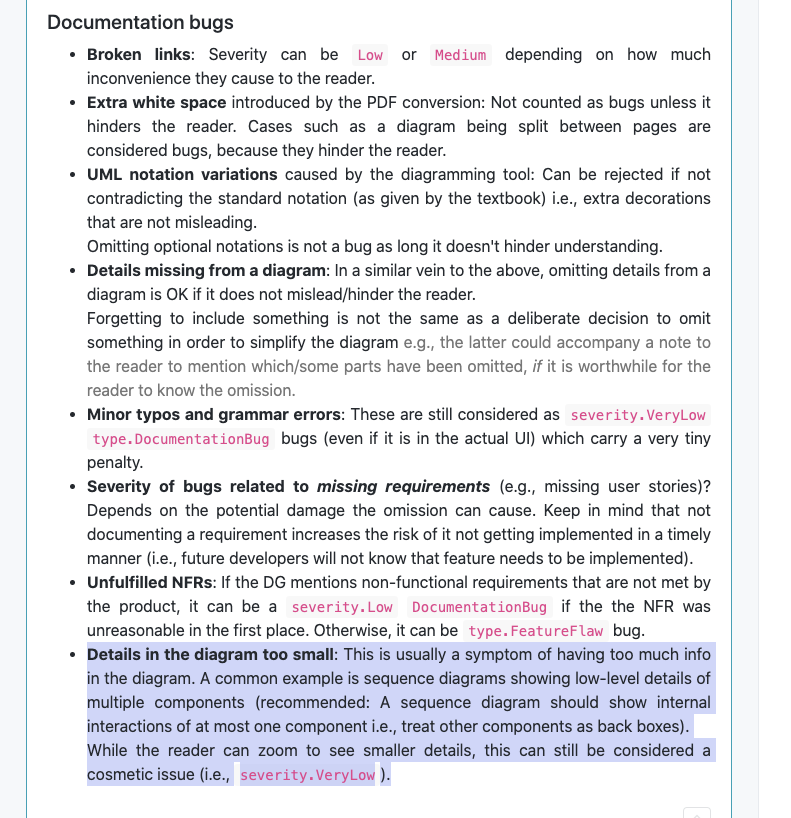 Documentation bugs
• Broken links: Severity can be Low or Medium depending on how much
inconvenience they cause to the reader.
• Extra white space introduced by the PDF conversion: Not counted as bugs unless it
hinders the reader. Cases such as a diagram being split between pages are
considered bugs, because they hinder the reader.
• UML notation variations caused by the diagramming tool: Can be rejected if not
contradicting the standard notation (as given by the textbook) i.e., extra decorations
that are not misleading.
Omitting optional notations is not a bug as long it doesn't hinder understanding.
• Details missing from a diagram: In a similar vein to the above, omitting details from a
diagram is OK if it does not mislead/hinder the reader.
Forgetting to include something is not the same as a deliberate decision to omit
something in order to simplify the diagram e.g., the latter could accompany a note to
the reader to mention which/some parts have been omitted, if it is worthwhile for the
reader to know the omission.
• Minor typos and grammar errors: These are still considered as severity.VeryLow
type.DocumentationBug bugs (even if it is in the actual UI) which carry a very tiny
penalty.
• Severity of bugs related to missing requirements (e.g., missing user stories)?
Depends on the potential damage the omission can cause. Keep in mind that not
documenting a requirement increases the risk of it not getting implemented in a timely
manner (i.e., future developers will not know that feature needs to be implemented).
• Unfulfilled NFRs: If the DG mentions non-functional requirements that are not met by
the product, it can be a severity.Low DocumentationBug if the the NFR was
unreasonable in the first place. Otherwise, it can be type.FeatureFlaw bug.
• Details in the diagram too small: This is usually a symptom of having too much info
in the diagram. A common example is sequence diagrams showing low-level details of
multiple components (recommended: A sequence diagram should show internal
interactions of at most one component i.e., treat other components as back boxes).
While the reader can zoom to see smaller details, this can still be considered a
cosmetic issue (i.e., severity.VeryLow ).